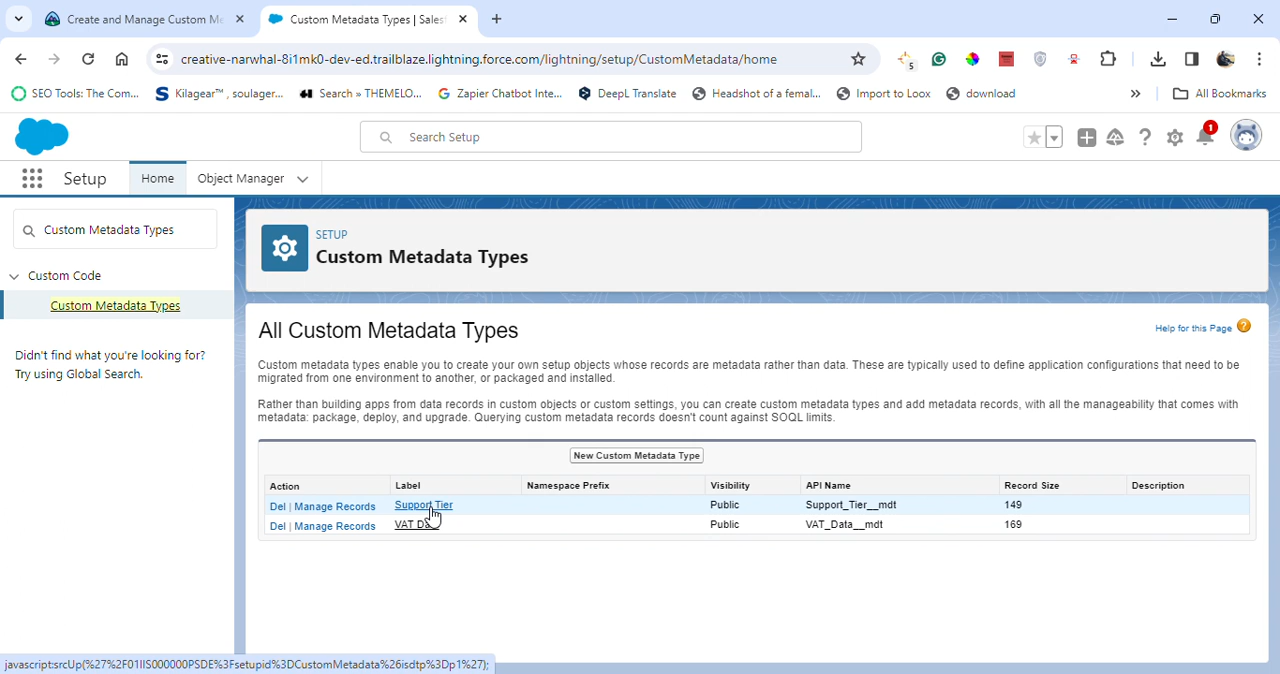 Create and Manage Custom Me
Custom Metadata Types | Sales
creative-narwhal-8i1mk0-dev-ed.trailblaze.lightning.force.com/lightning/setup/CustomMetadata/home
5
SEO Tools: The Com...
Kilagear™, soulager...
Search » THEMELO...
Zapier Chatbot Inte...
DeepL Translate
Headshot of a femal...
Import to Loox
download
»
All Bookmarks
Search Setup
1
Setup
Home
Object Manager
Custom Metadata Types
SETUP
Custom Metadata Types
Custom Code
Custom Metadata Types
Didn't find what you're looking for?
Try using Global Search.
All Custom Metadata Types
Help for this Page
Custom metadata types enable you to create your own setup objects whose records are metadata rather than data. These are typically used to define application configurations that need to be
migrated from one environment to another, or packaged and installed.
Rather than building apps from data records in custom objects or custom settings, you can create custom metadata types and add metadata records, with all the manageability that comes with
metadata: package, deploy, and upgrade. Querying custom metadata records doesn't count against SOQL limits.
New Custom Metadata Type
Action Label Namespace Prefix Visibility API Name Record Size Description
Del | Manage Records Support Tier Public Support_Tier__mdt 149
Del | Manage Records VAT Public VAT_Data__mdt 169
javascript:srcUp(%27%2F01IIS000000PSDE%3Fsetupid%3DCustomMetadata%26isdtp%3Dp1%27);